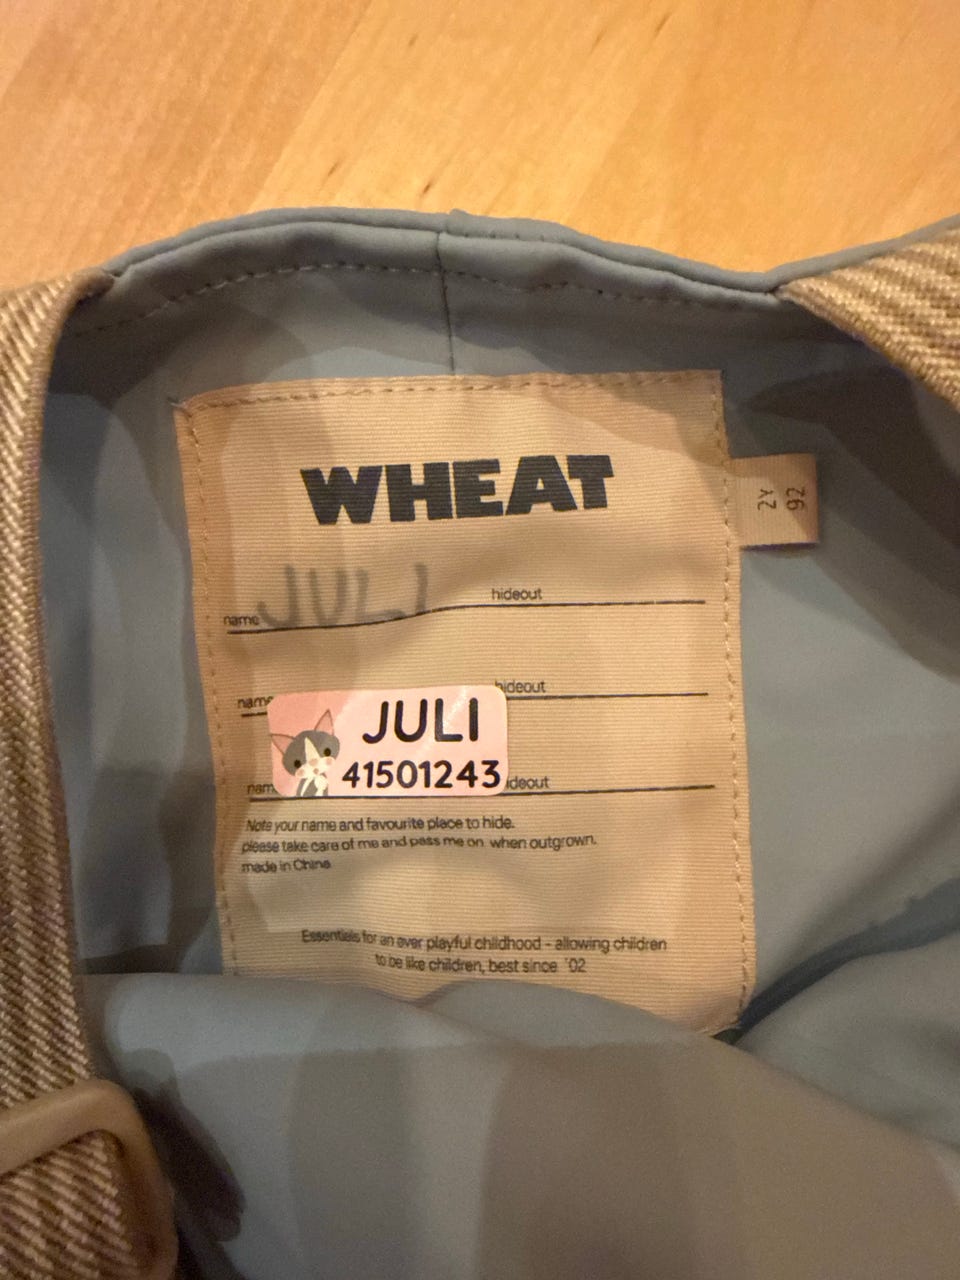 WHEAT
2Y
92
JULI
name hideout
name hideout
JULI
41501243
name hideout
Note your name and favourite place to hide.
please take care of me and pass me on when outgrown.
made in China
Essentials for an ever playful childhood - allowing children
to be like children, best since '02